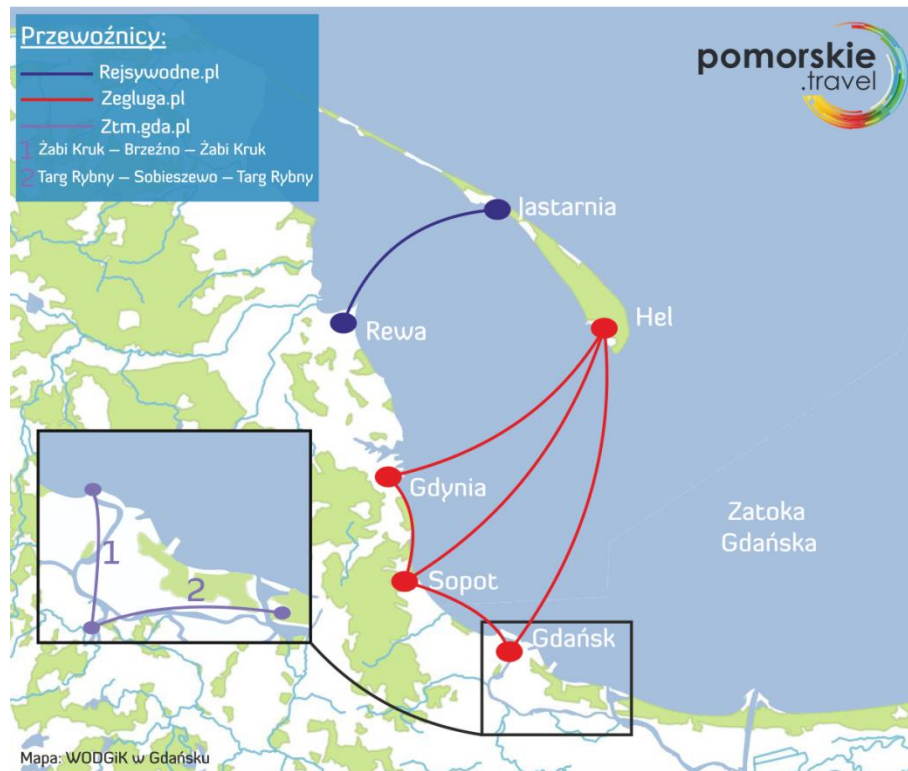 Przewoźnicy:
Rejsywodne.pl
Zegluga.pl
Ztm.gda.pl
1 Żabi Kruk – Brzeźno – Żabi Kruk
2 Targ Rybny – Sobieszewo – Targ Rybny
pomorskie
.travel
Jastarnia
Rewa
Hel
Gdynia
Zatoka
Gdańska
Sopot
Gdańsk
1
2
Mapa: WODGiK w Gdańsku